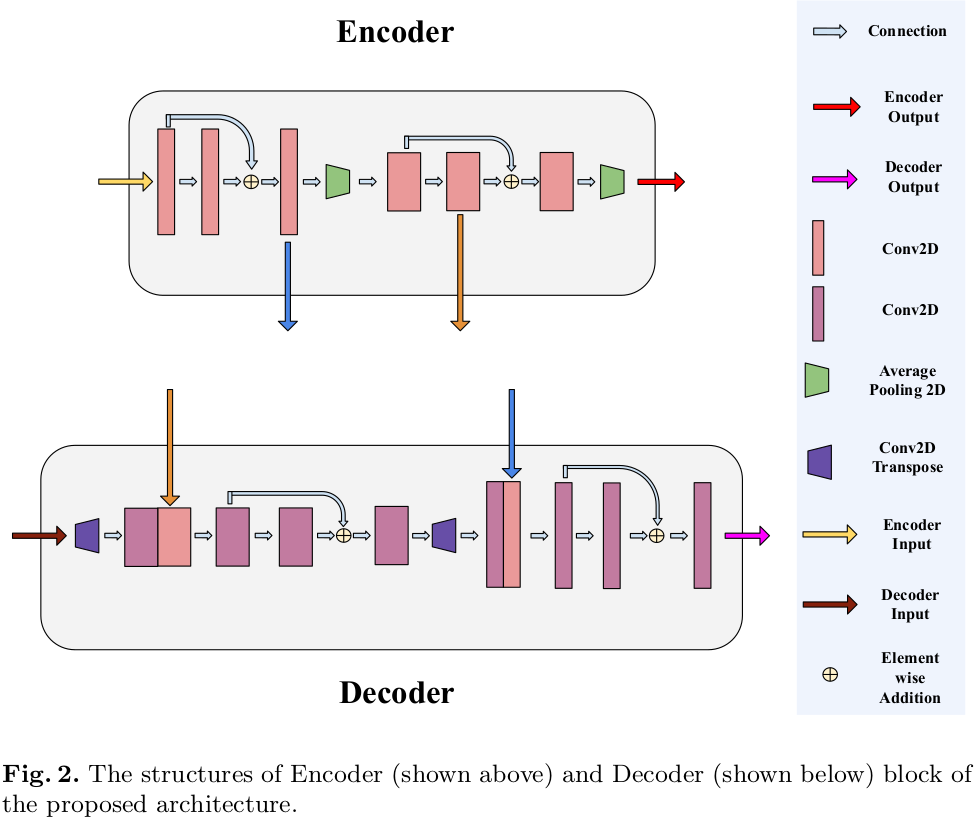 Encoder
Connection
Encoder
Output
Decoder
Output
Conv2D
Conv2D
Average
Pooling 2D
Conv2D
Transpose
Encoder
Input
Decoder
Input
Element
wise
Addition
Decoder
Fig. 2. The structures of Encoder (shown above) and Decoder (shown below) block of
the proposed architecture.